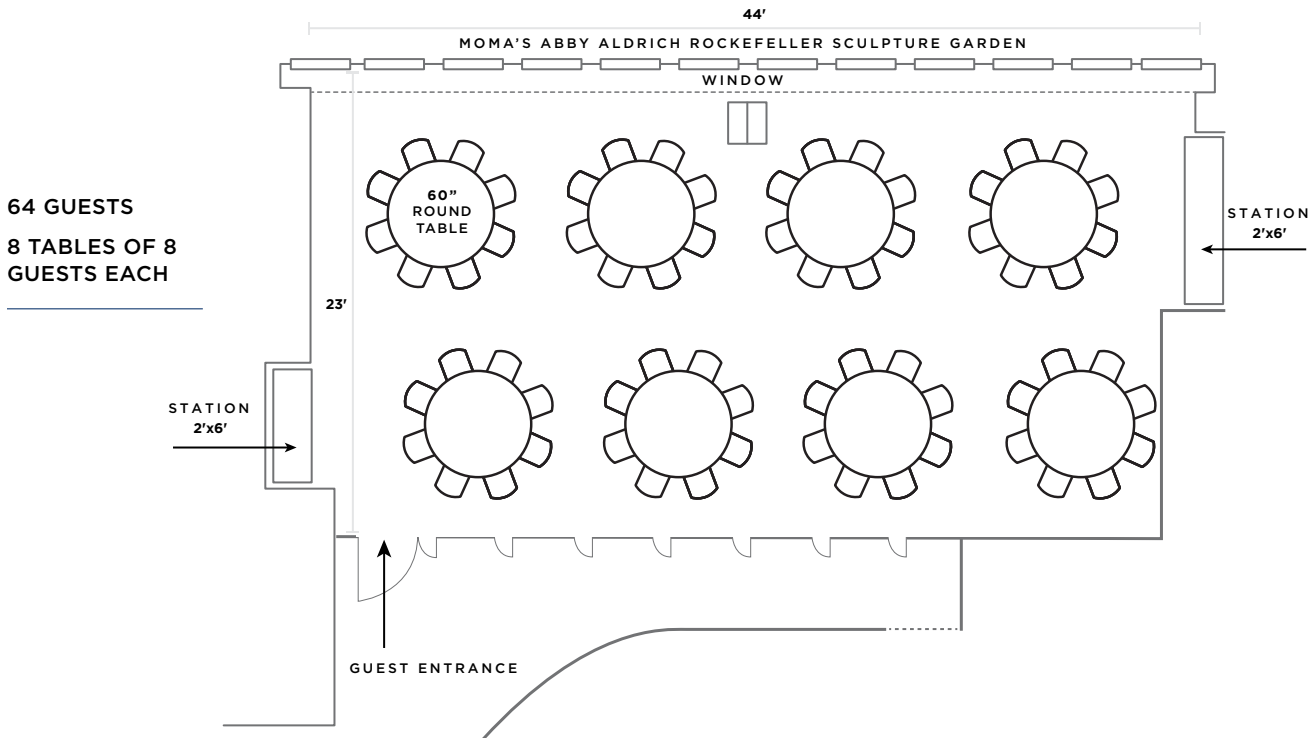 44'
MOMA'S ABBY ALDRICH ROCKEFELLER SCULPTURE GARDEN
WINDOW
64 GUESTS
8 TABLES OF 8
GUESTS EACH
60”
ROUND
TABLE
STATION
2'x6'
23'
STATION
2'x6'
GUEST ENTRANCE